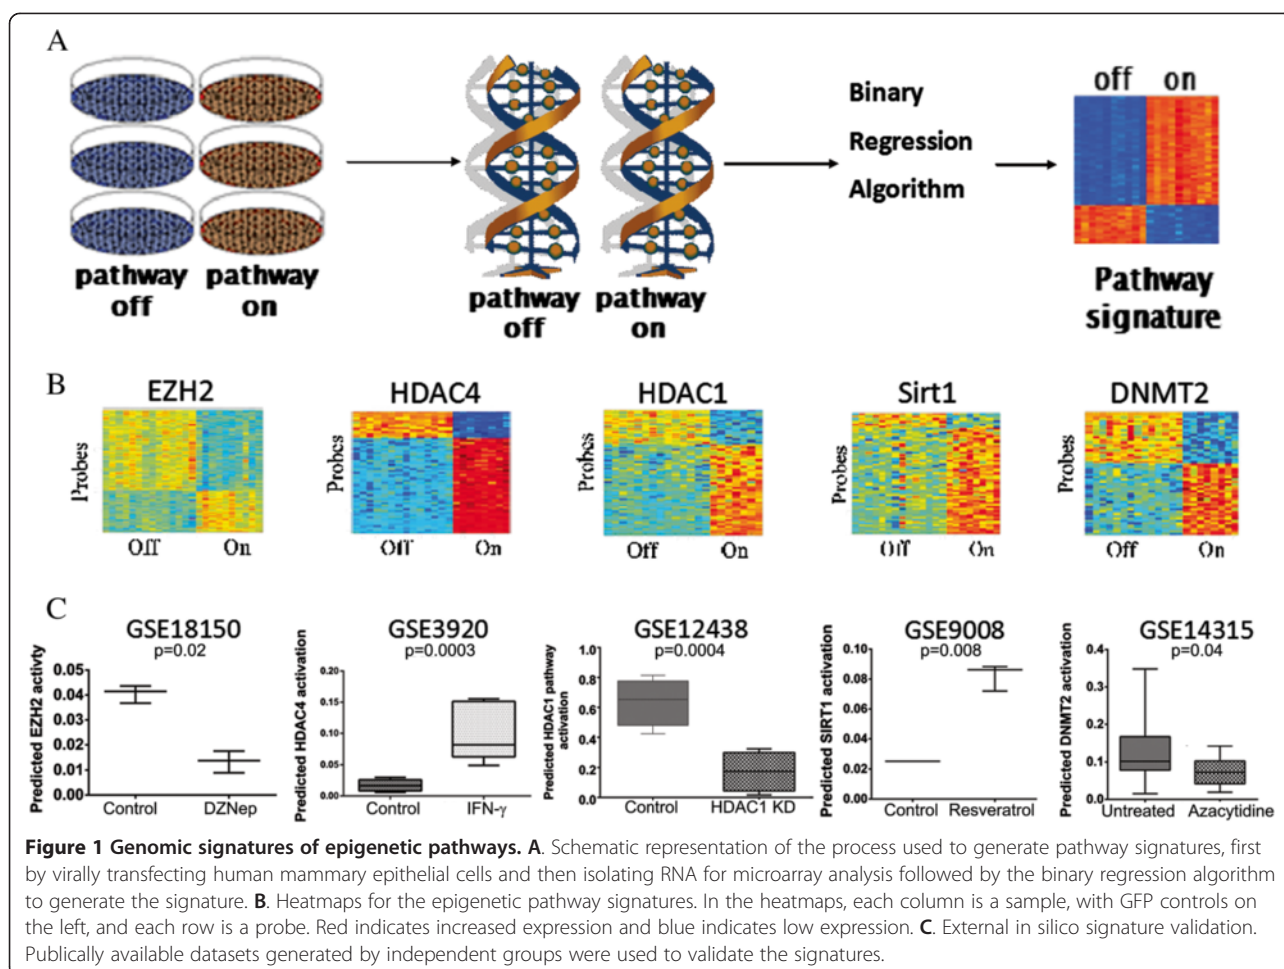 A
pathway off
pathway on
pathway off
pathway on
Binary
Regression
Algorithm
off on
Pathway
signature
B
EZH2
HDAC4
HDAC1
Sirt1
DNMT2
Probes
Off On
Probes
Off On
Probes
Off On
Probes
Off On
Probes
Off On
C
GSE18150
p=0.02
Predicted EZH2 activty
0.05
0.04
0.03
0.02
0.01
0.00
Control DZNep
GSE3920
p=0.0003
Predicted HDAC4 activation
0.20
0.15
0.10
0.05
0.00
Control IFN-γ
GSE12438
p=0.0004
Predicted HDAC1 pathway
activation
1.0
0.8
0.6
0.4
0.2
0.0
Control HDAC1 KD
GSE9008
p=0.008
Predicted SIRT1 activation
0.10
0.08
0.06
0.04
0.02
0.00
Control Resveratrol
GSE14315
p=0.04
Predicted DNMT2 activation
0.4
0.3
0.2
0.1
0.0
Untreated Azacytidine
Figure 1 Genomic signatures of epigenetic pathways. A. Schematic representation of the process used to generate pathway signatures, first
by virally transfecting human mammary epithelial cells and then isolating RNA for microarray analysis followed by the binary regression algorithm
to generate the signature. B. Heatmaps for the epigenetic pathway signatures. In the heatmaps, each column is a sample, with GFP controls on
the left, and each row is a probe. Red indicates increased expression and blue indicates low expression. C. External in silico signature validation.
Publically available datasets generated by independent groups were used to validate the signatures.